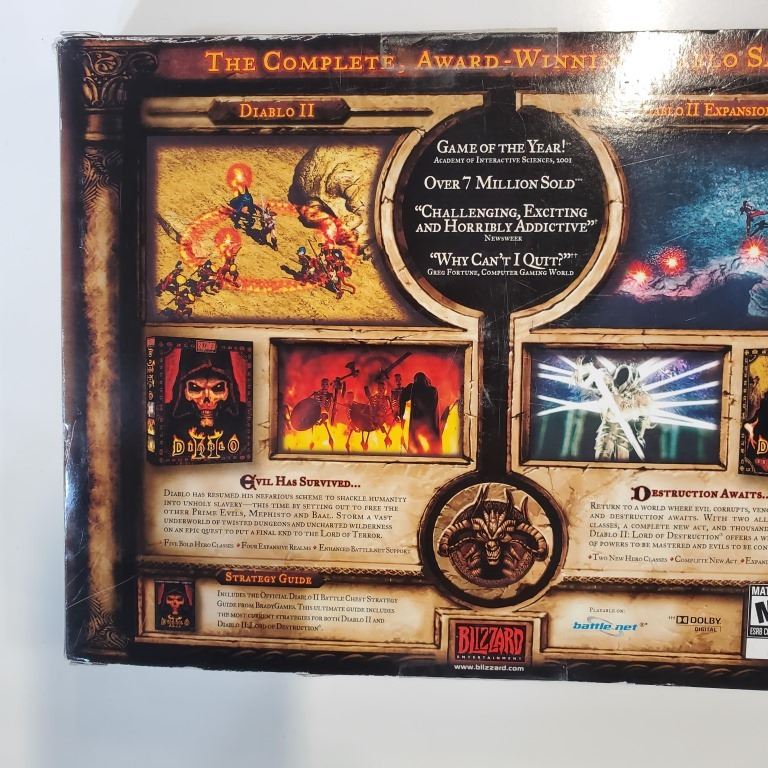 THE COMPLETE, AWARD-WINNIN
DIABLO II
II EXPANSION
GAME OF THE YEAR!
ACADEMY OF INTERACTIVE SCIENCES, 2001
OVER 7 MILLION SOLD
"CHALLENGING, EXCITING
AND HORRIBLY ADDICTIVE"†
NEWSWEEK
"WHY CAN'T I QUIT?"††
GREG FORTUNE, COMPUTER GAMING WORLD
BLIZZARD
DIABLO
II
EVIL HAS SURVIVED...
DIABLO HAS RESUMED HIS NEFARIOUS SCHEME TO SHACKLE HUMANITY
INTO UNHOLY SLAVERY—THIS TIME BY SETTING OUT TO FREE THE
OTHER PRIME EVILS, MEPHISTO AND BAAL. STORM A VAST
UNDERWORLD OF TWISTED DUNGEONS AND UNCHARTED WILDERNESS
ON AN EPIC QUEST TO PUT A FINAL END TO THE LORD OF TERROR.
• FIVE BOLD HERO CLASSES • FOUR EXPANSIVE REALMS • ENHANCED BATTLE.NET SUPPORT
DESTRUCTION AWAITS...
RETURN TO A WORLD WHERE EVIL CORRUPTS,
AND DESTRUCTION AWAITS. WITH TWO
CLASSES, A COMPLETE NEW ACT, AND
DIABLO II: LORD OF DESTRUCTION® OFFERS A
OF POWERS TO BE MASTERED AND EVILS TO BE
• TWO NEW HERO CLASSES • COMPLETE NEW ACT •
STRATEGY GUIDE
INCLUDES THE OFFICIAL DIABLO II BATTLE CHEST STRATEGY
GUIDE FROM BRADYGAMES. THIS ULTIMATE GUIDE INCLUDES
THE MOST CURRENT STRATEGIES FOR BOTH DIABLO II AND
DIABLO II: LORD OF DESTRUCTION®.
BLIZZARD
ENTERTAINMENT
www.blizzard.com
PLAYABLE ON:
battle.net®
DOLBY
DIGITAL
MAT
ESRB